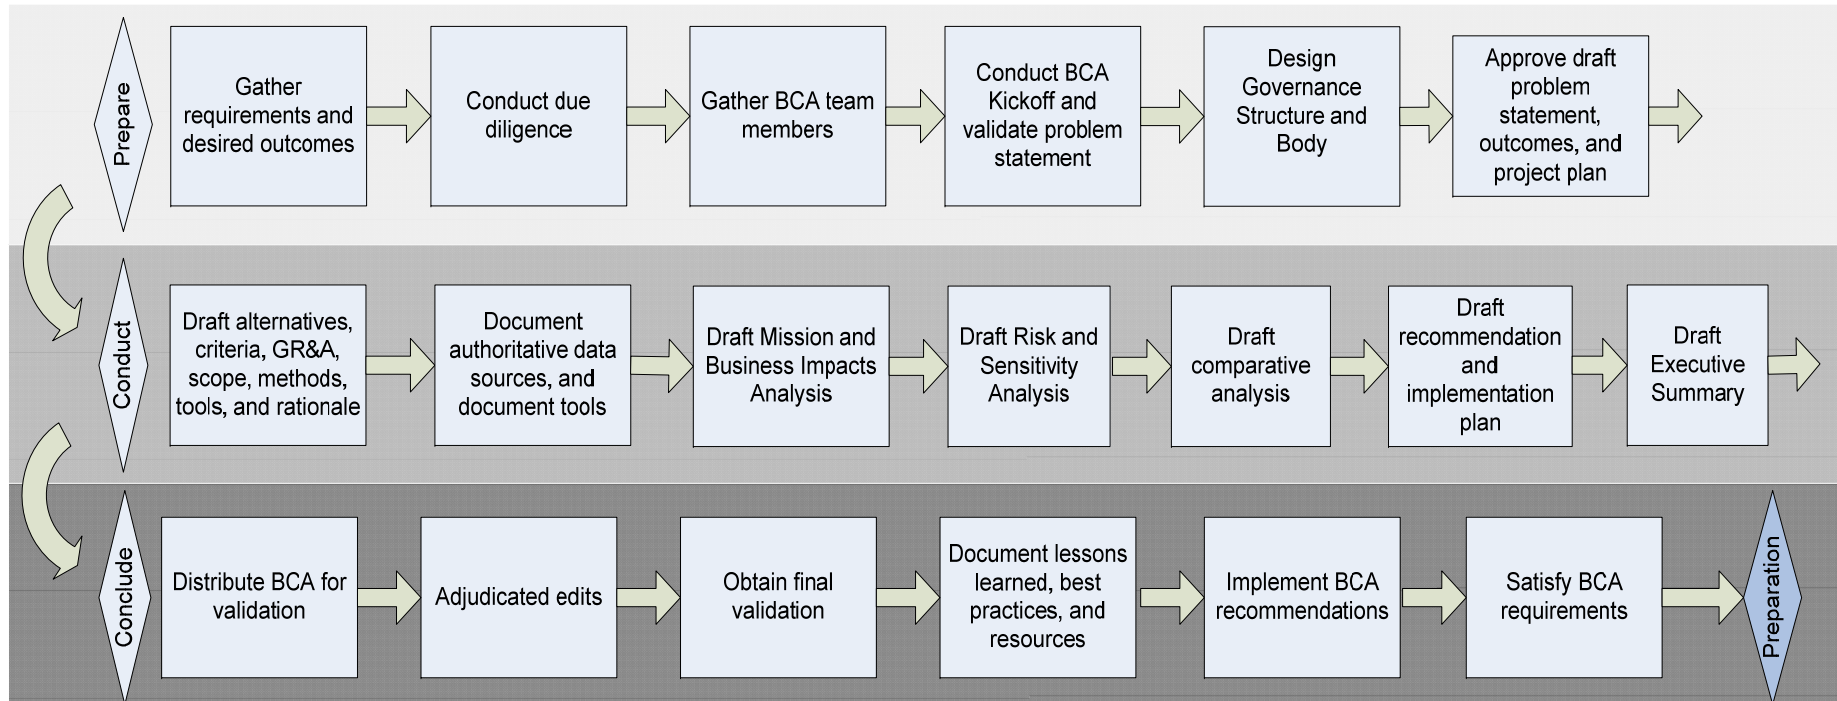 Prepare
Gather
requirements and
desired outcomes
Conduct due
diligence
Gather BCA team
members
Conduct BCA
Kickoff and
validate problem
statement
Design
Governance
Structure and
Body
Approve draft
problem
statement,
outcomes, and
project plan
Conduct
Draft alternatives,
criteria, GR&A,
scope, methods,
tools, and rationale
Document
authoritative data
sources, and
document tools
Draft Mission and
Business Impacts
Analysis
Draft Risk and
Sensitivity
Analysis
Draft
comparative
analysis
Draft
recommendation
and
implementation
plan
Draft
Executive
Summary
Conclude
Distribute BCA for
validation
Adjudicated edits
Obtain final
validation
Document lessons
learned, best
practices, and
resources
Implement BCA
recommendations
Satisfy BCA
requirements
Preparation